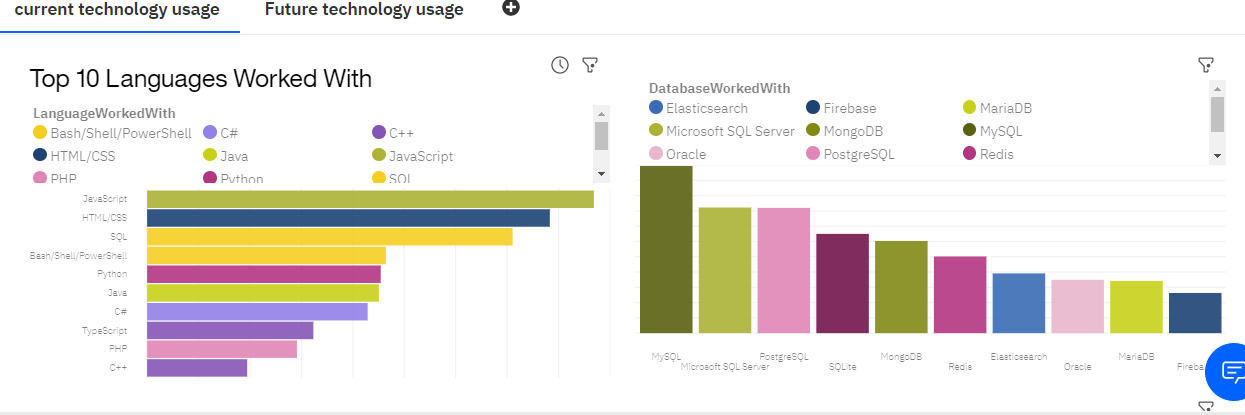 current technology usage
Future technology usage
Top 10 Languages Worked With
LanguageWorkedWith
Bash/Shell/PowerShell
C#
C++
HTML/CSS
Java
JavaScript
PHP
Python
SQL
JavaScript
HTML/CSS
SQL
Bash/Shell/PowerShell
Python
Java
C#
TypeScript
PHP
C++
DatabaseWorkedWith
Elasticsearch
Firebase
MariaDB
Microsoft SQL Server
MongoDB
MySQL
Oracle
PostgreSQL
Redis
MySQL
Microsoft SQL Server
PostgreSQL
SQLite
MongoDB
Redis
Elasticsearch
Oracle
MariaDB
Fireba